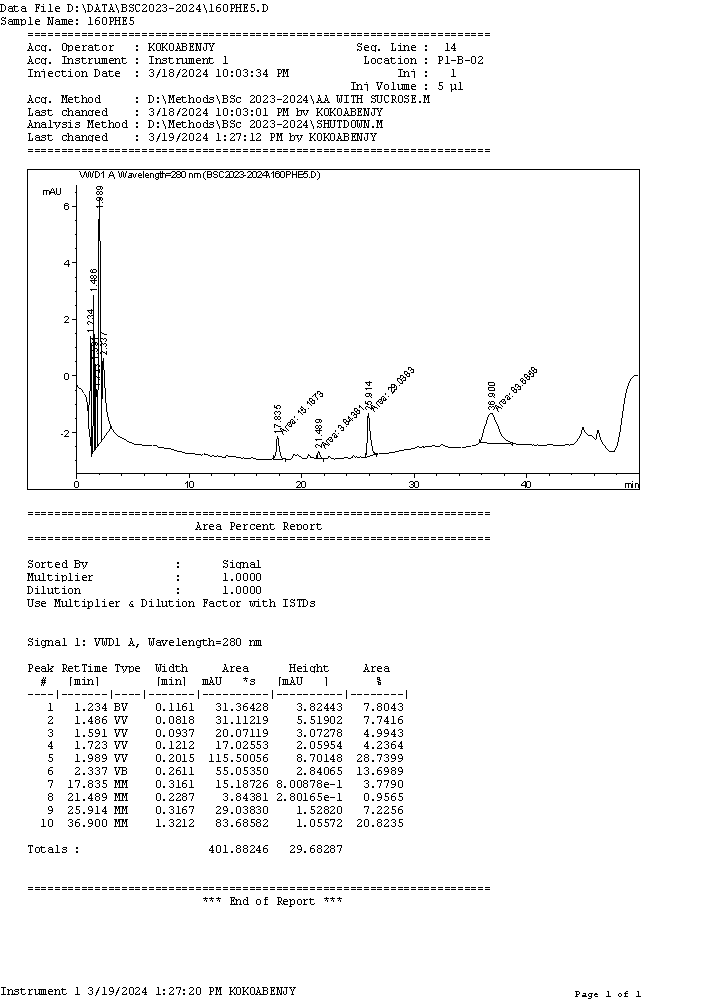 Data File D:\DATA\BSC2023-2024\160PHE5.D
Sample Name: 160PHE5
=====================================================================
Acq. Operator : KOKOABENJY Seq. Line : 14
Acq. Instrument : Instrument 1 Location : P1-B-02
Injection Date : 3/18/2024 10:03:34 PM Inj : 1
Inj Volume : 5 µl
Acq. Method : D:\Methods\BSc 2023-2024\AA WITH SUCROSE.M
Last changed : 3/18/2024 10:03:01 PM by KOKOABENJY
Analysis Method : D:\Methods\BSc 2023-2024\SHUTDOWN.M
Last changed : 3/19/2024 1:27:12 PM by KOKOABENJY
=====================================================================
VWD1 A, Wavelength=280 nm (BSC2023-2024\160PHE5.D)
mAU
6
4
2
0
-2
1.234
1.486
1.989
2.337
17.835
Area: 15.1873
21.489
Area: 3.84381
25.914
Area: 29.0383
36.900
Area: 83.6858
0 10 20 30 40 min
=====================================================================
Area Percent Report
=====================================================================
Sorted By : Signal
Multiplier : 1.0000
Dilution : 1.0000
Use Multiplier & Dilution Factor with ISTDs
Signal 1: VWD1 A, Wavelength=280 nm
Peak RetTime Type Width Area Height Area
# [min] [min] mAU *s [mAU ] %
----|-------|----|-------|----------|----------|--------|
1 1.234 BV 0.1161 31.36428 3.82443 7.8043
2 1.486 VV 0.0818 31.11219 5.51902 7.7416
3 1.591 VV 0.0937 20.07119 3.07278 4.9943
4 1.723 VV 0.1212 17.02553 2.05954 4.2364
5 1.989 VV 0.2015 115.50056 8.70148 28.7399
6 2.337 VB 0.2611 55.05350 2.84065 13.6989
7 17.835 MM 0.3161 15.18726 8.00878e-1 3.7790
8 21.489 MM 0.2287 3.84381 2.80165e-1 0.9565
9 25.914 MM 0.3167 29.03830 1.52820 7.2256
10 36.900 MM 1.3212 83.68582 1.05572 20.8235
Totals : 401.88246 29.68287
=====================================================================
*** End of Report ***
Instrument 1 3/19/2024 1:27:20 PM KOKOABENJY Page 1 of 1